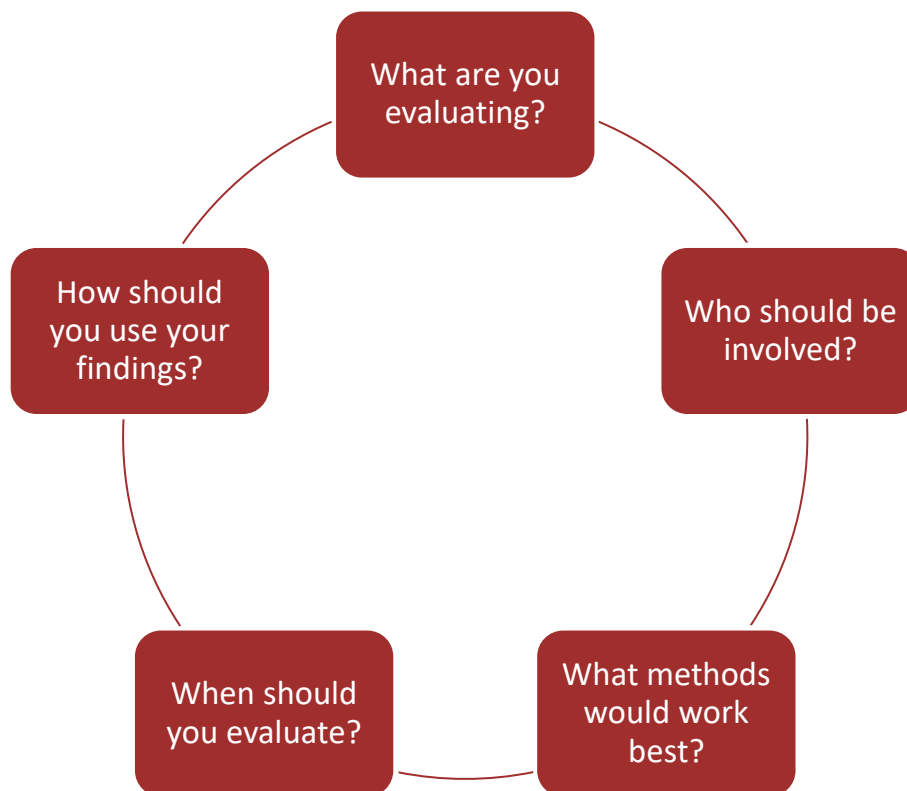 What are you
evaluating?
Who should be
involved?
What methods
would work
best?
When should
you evaluate?
How should
you use your
findings?